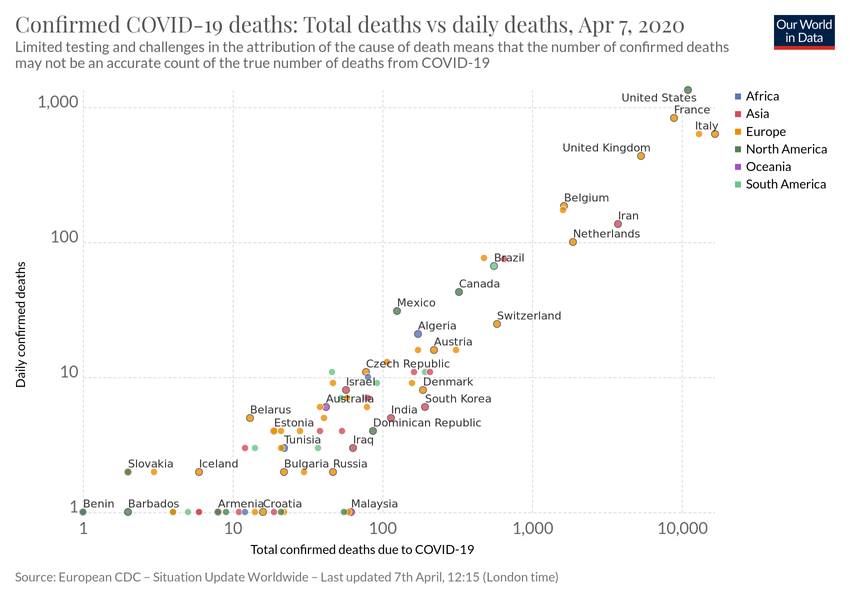 Confirmed COVID-19 deaths: Total deaths vs daily deaths, Apr 7, 2020
Limited testing and challenges in the attribution of the cause of death means that the number of confirmed deaths
may not be an accurate count of the true number of deaths from COVID-19
Our World
in Data
1,000
100
10
1
Daily confirmed deaths
United States
France
Italy
United Kingdom
Belgium
Iran
Netherlands
Brazil
Canada
Mexico
Switzerland
Algeria
Austria
Czech Republic
Israel
Denmark
Australia
South Korea
Belarus
India
Estonia
Dominican Republic
Tunisia
Iraq
Slovakia
Iceland
Bulgaria
Russia
Benin
Barbados
Armenia
Croatia
Malaysia
1
10
100
1,000
10,000
Total confirmed deaths due to COVID-19
Africa
Asia
Europe
North America
Oceania
South America
Source: European CDC – Situation Update Worldwide – Last updated 7th April, 12:15 (London time)